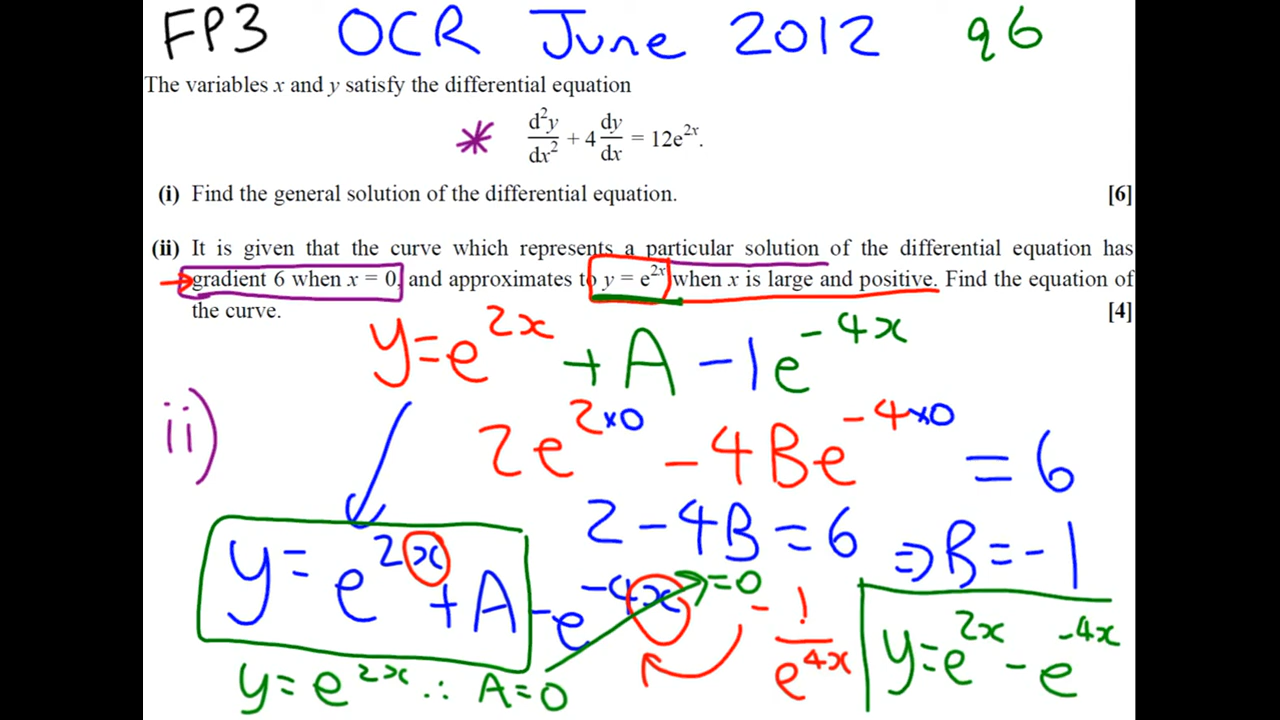 FP3 OCR June 2012 q6
The variables x and y satisfy the differential equation
* d²y/dx² + 4 dy/dx = 12e^{2x}.
(i) Find the general solution of the differential equation. [6]
(ii) It is given that the curve which represents a particular solution of the differential equation has
gradient 6 when x = 0, and approximates to y = e^{2x} when x is large and positive. Find the equation of
the curve. [4]
y = e^{2x} + A - 1e^{-4x}
ii)
2e^{2×0} - 4Be^{-4×0} = 6
2 - 4B = 6 ⇒ B = -1
y = e^{2x} + A - e^{-4x} = 0
- 1/e^{4x}
y = e^{2x} - e^{-4x}
y = e^{2x} ∴ A = 0